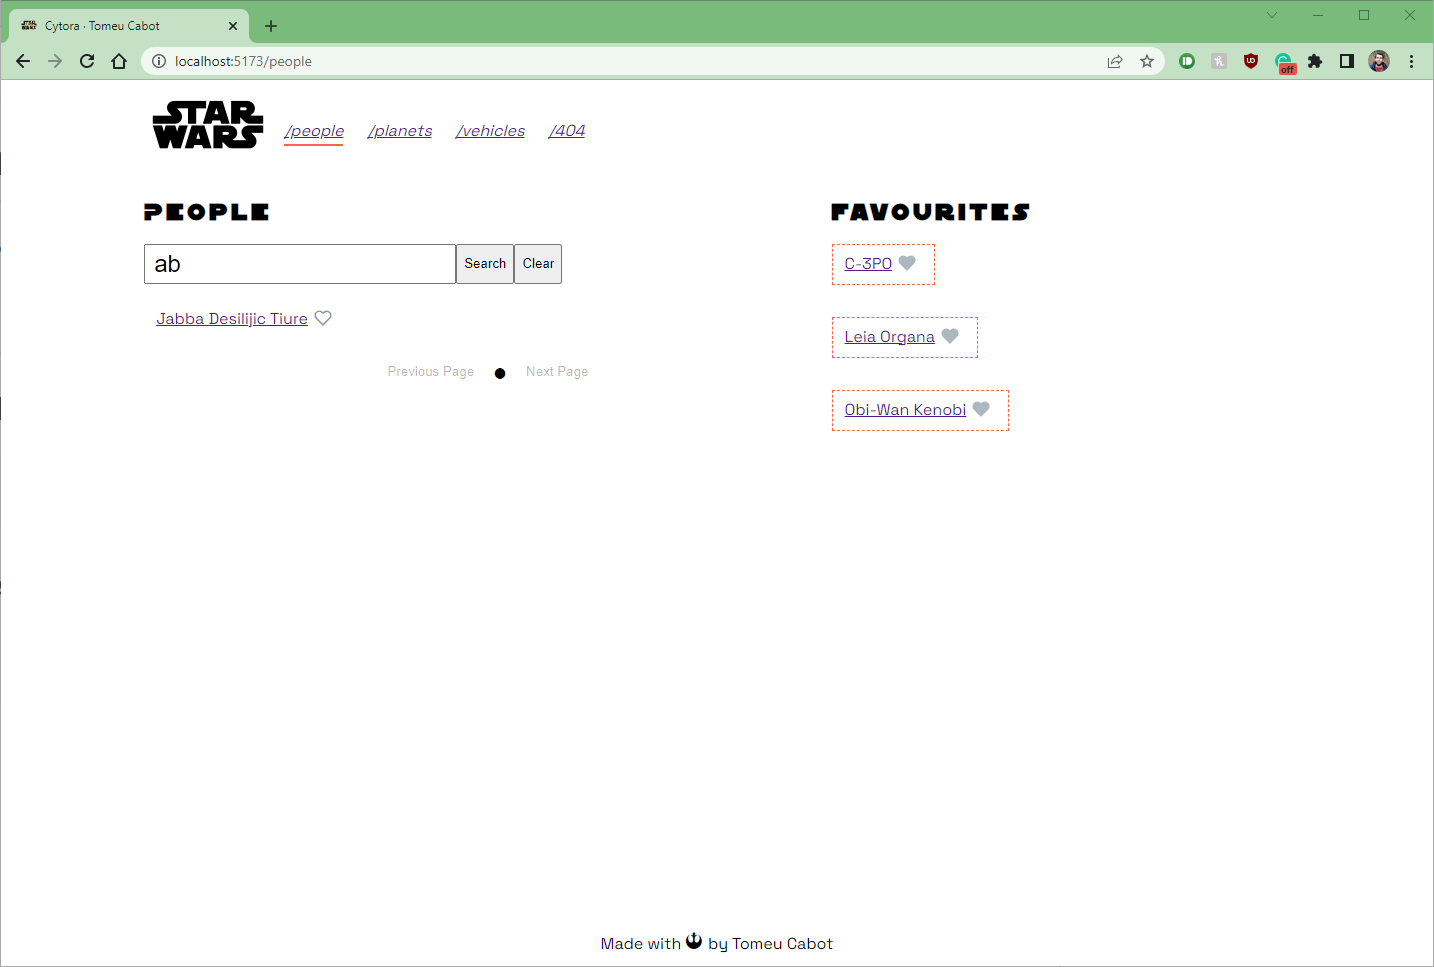 Cytora · Tomeu Cabot
localhost:5173/people
off
STAR
WARS
/people /planets /vehicles /404
PEOPLE
ab Search Clear
Jabba Desilijic Tiure
Previous Page Next Page
FAVOURITES
C-3PO
Leia Organa
Obi-Wan Kenobi
Made with by Tomeu Cabot